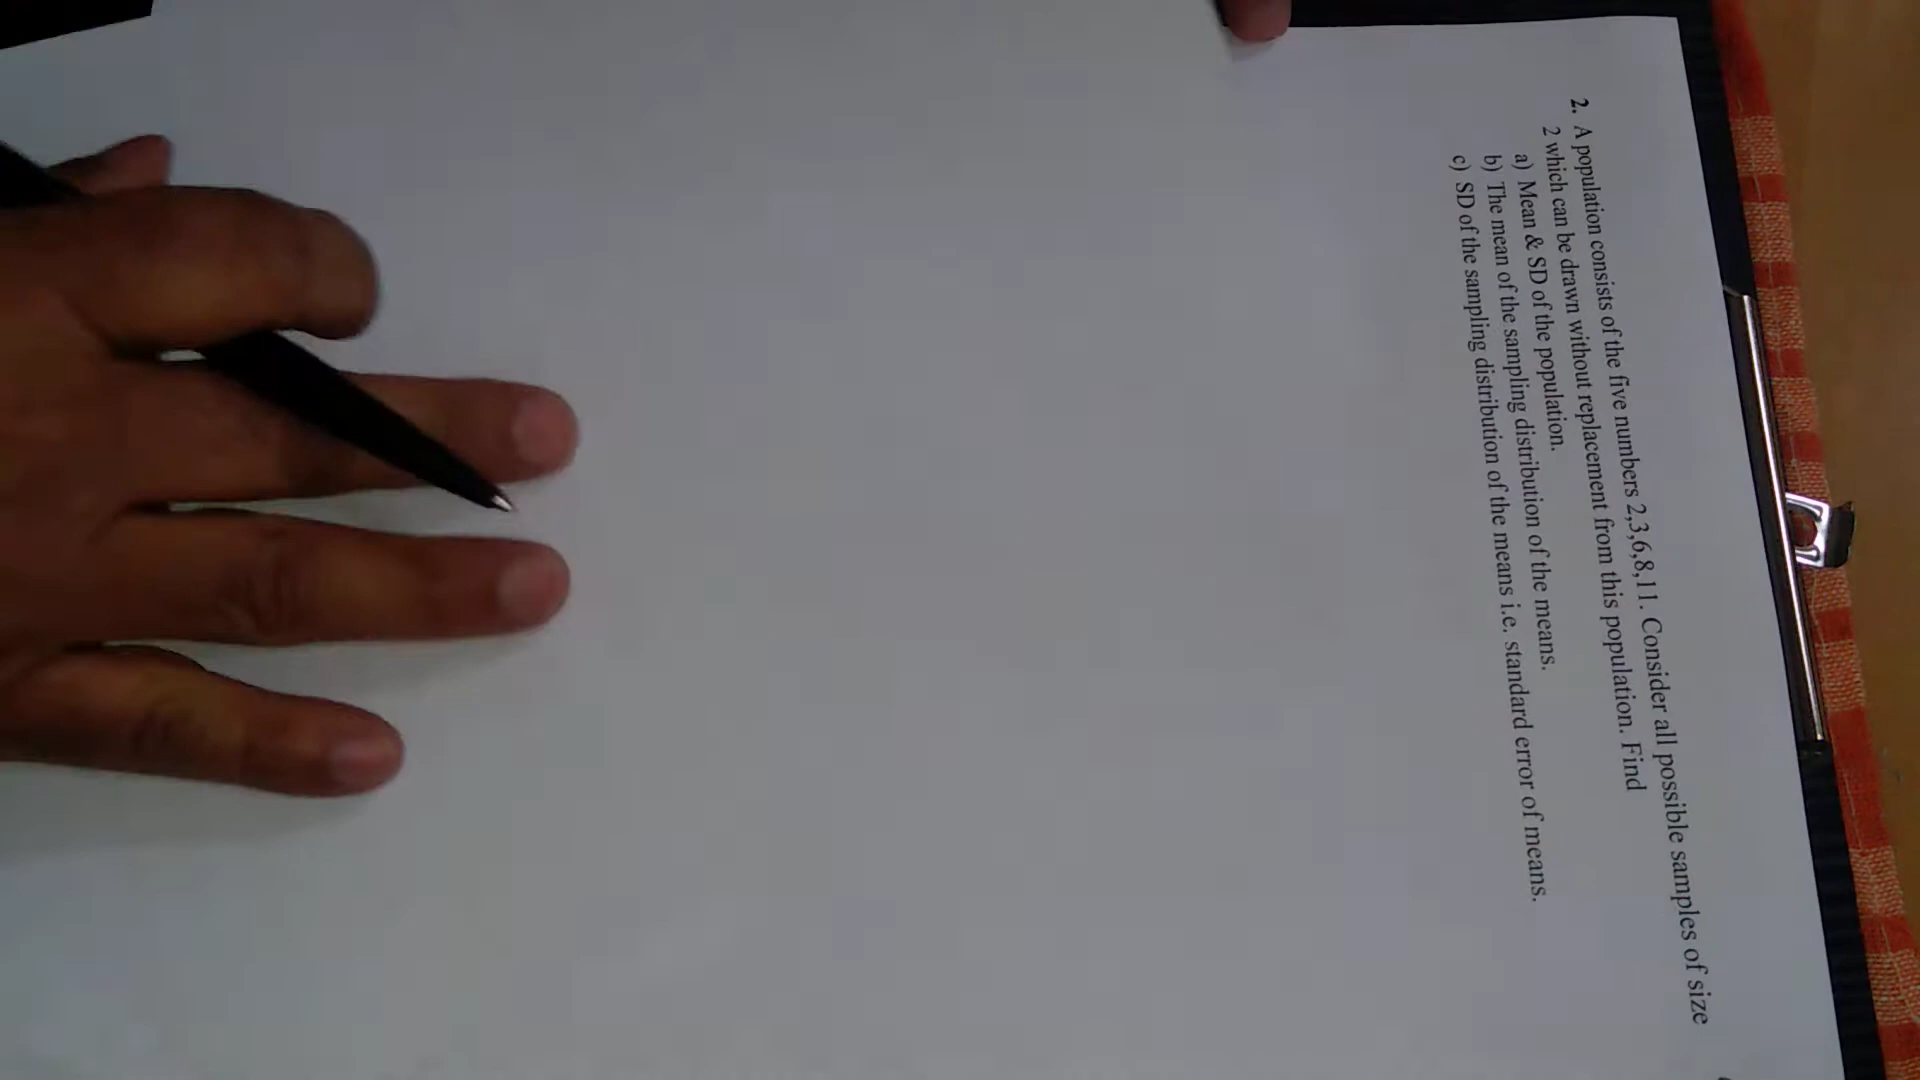 2. A population consists of the five numbers 2,3,6,8,11. Consider all possible samples of size
2 which can be drawn without replacement from this population. Find
a) Mean & SD of the population.
b) The mean of the sampling distribution of the means.
c) SD of the sampling distribution of the means i.e. standard error of means.